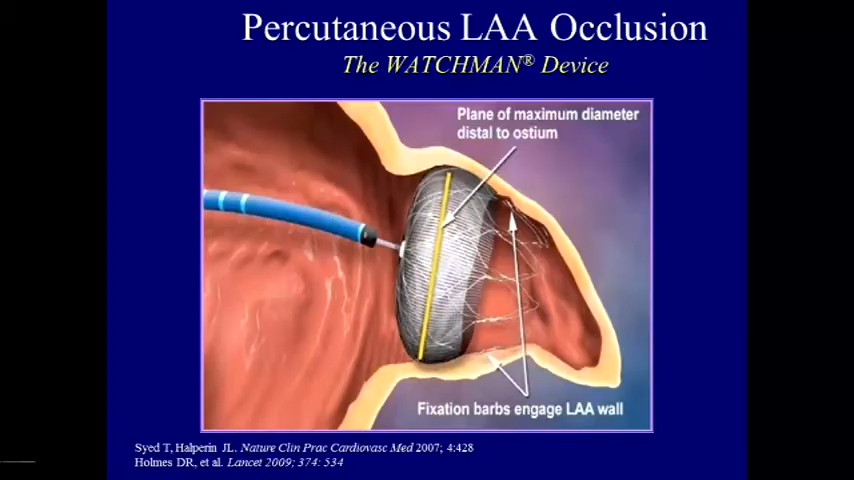 Percutaneous LAA Occlusion
The WATCHMAN® Device
Plane of maximum diameter
distal to ostium
Fixation barbs engage LAA wall
Syed T, Halperin JL. Nature Clin Prac Cardiovasc Med 2007; 4:428
Holmes DR, et al. Lancet 2009; 374: 534